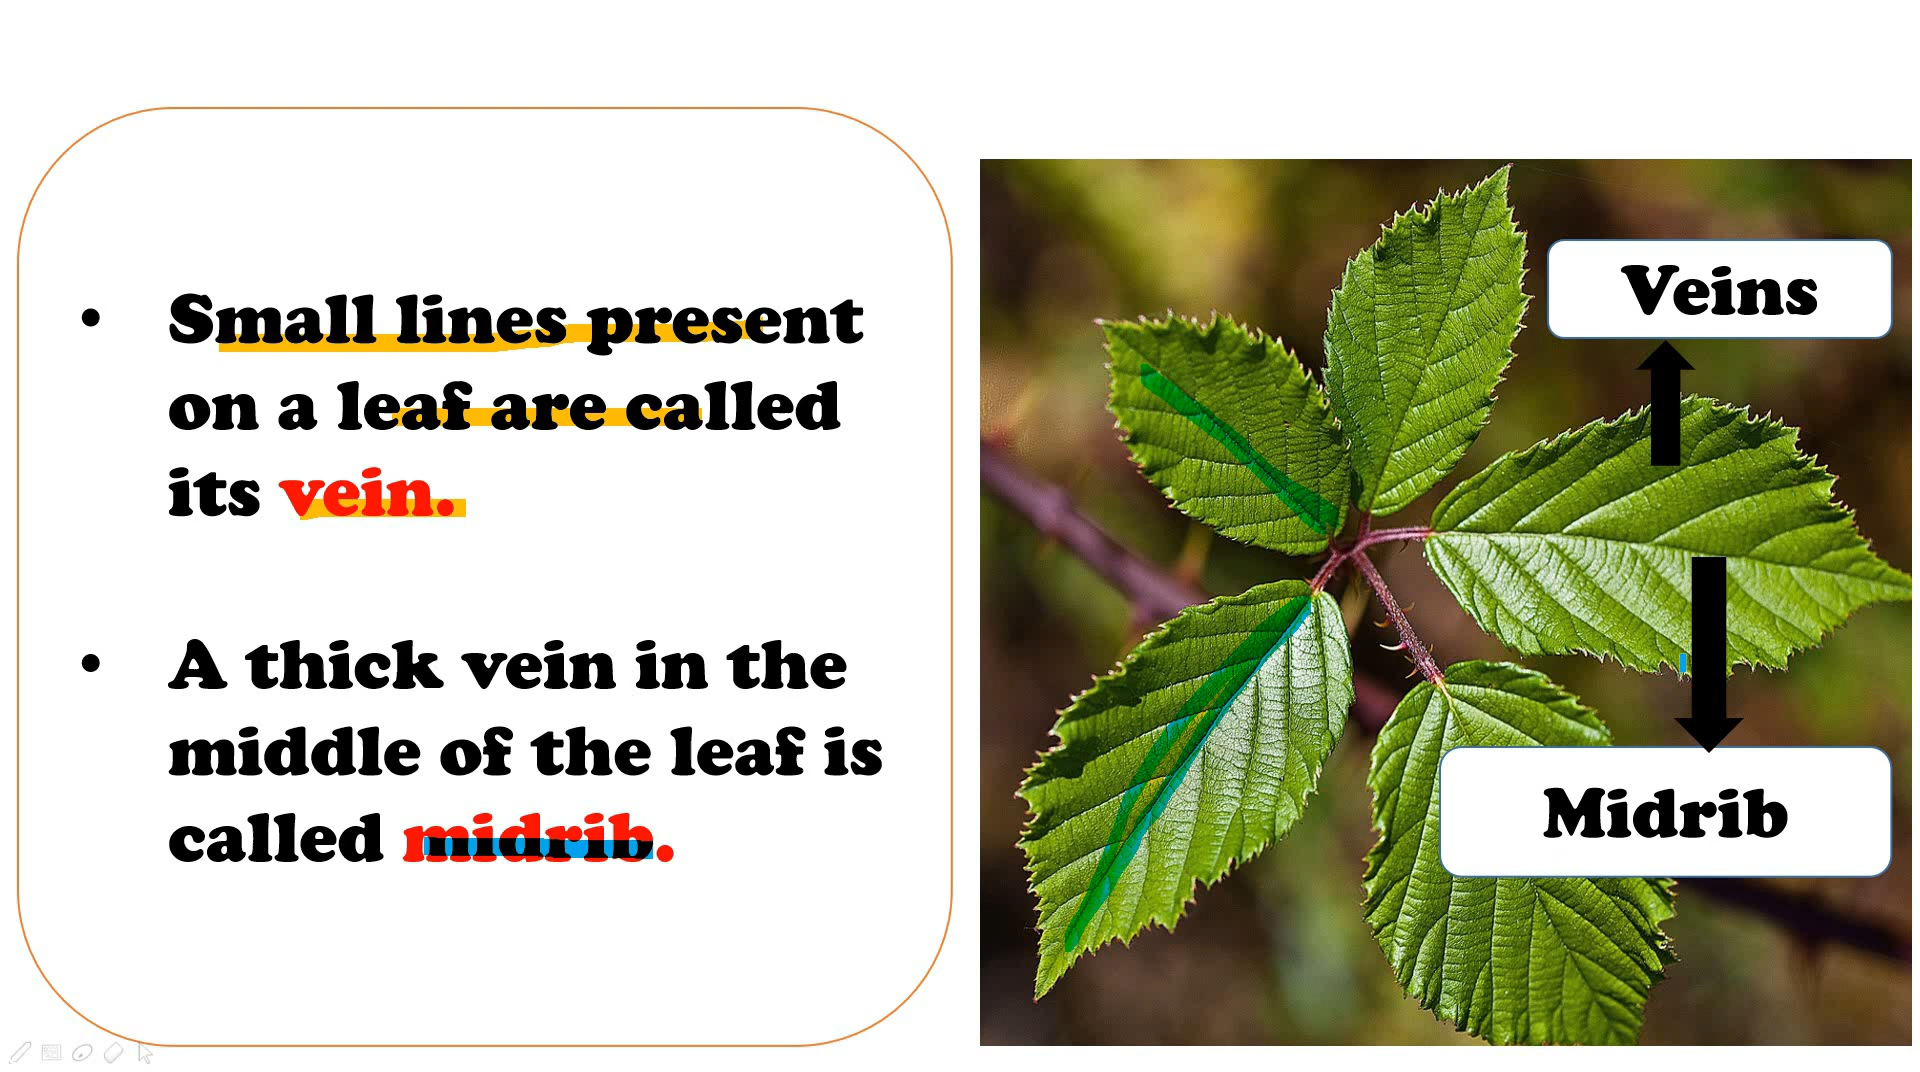 • Small lines present
on a leaf are called
its vein.
• A thick vein in the
middle of the leaf is
called midrib.
Veins
Midrib